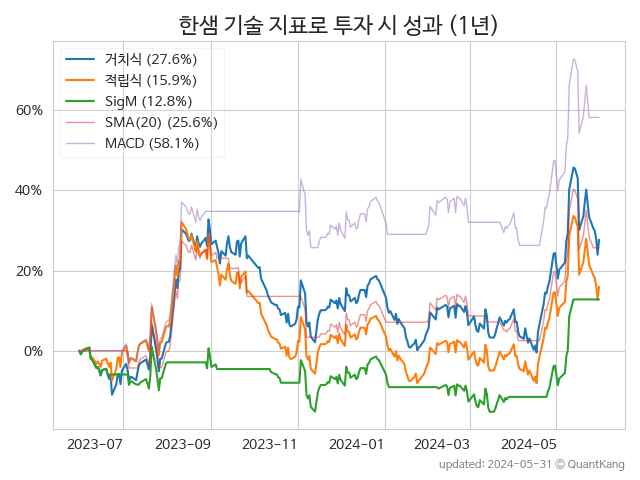 한샘 기술 지표로 투자 시 성과 (1년)
거치식 (27.6%)
적립식 (15.9%)
SigM (12.8%)
SMA(20) (25.6%)
MACD (58.1%)
60%
40%
20%
0%
2023-07 2023-09 2023-11 2024-01 2024-03 2024-05
updated: 2024-05-31 © QuantKang